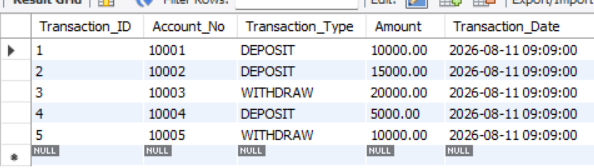 Result Grid Filter Rows: Edit: Export/Import
Transaction_ID Account_No Transaction_Type Amount Transaction_Date
1 10001 DEPOSIT 10000.00 2026-08-11 09:09:00
2 10002 DEPOSIT 15000.00 2026-08-11 09:09:00
3 10003 WITHDRAW 20000.00 2026-08-11 09:09:00
4 10004 DEPOSIT 5000.00 2026-08-11 09:09:00
5 10005 WITHDRAW 10000.00 2026-08-11 09:09:00
NULL NULL NULL NULL NULL